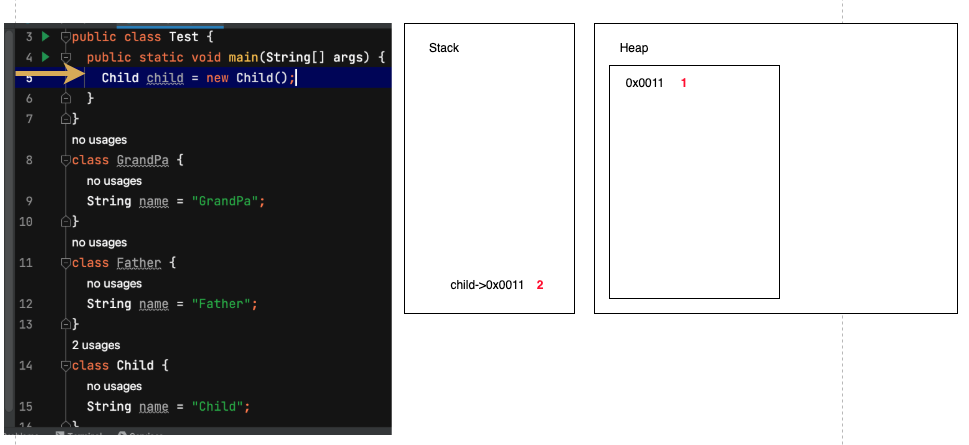 3 public class Test {
4 public static void main(String[] args) {
5 Child child = new Child();
6 }
7 }
no usages
8 class GrandPa {
no usages
9 String name = "GrandPa";
10 }
no usages
11 class Father {
no usages
12 String name = "Father";
13 }
2 usages
14 class Child {
no usages
15 String name = "Child";
16 }
Terminal Services
Stack
child->0x0011 2
Heap
0x0011 1